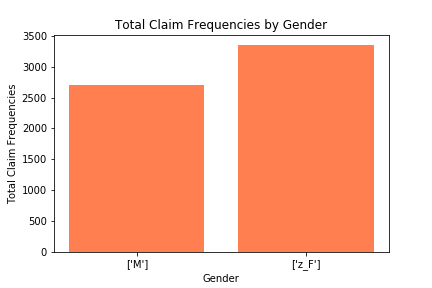 Total Claim Frequencies by Gender
3500
3000
2500
2000
1500
1000
500
0
Total Claim Frequencies
['M']
['z_F']
Gender